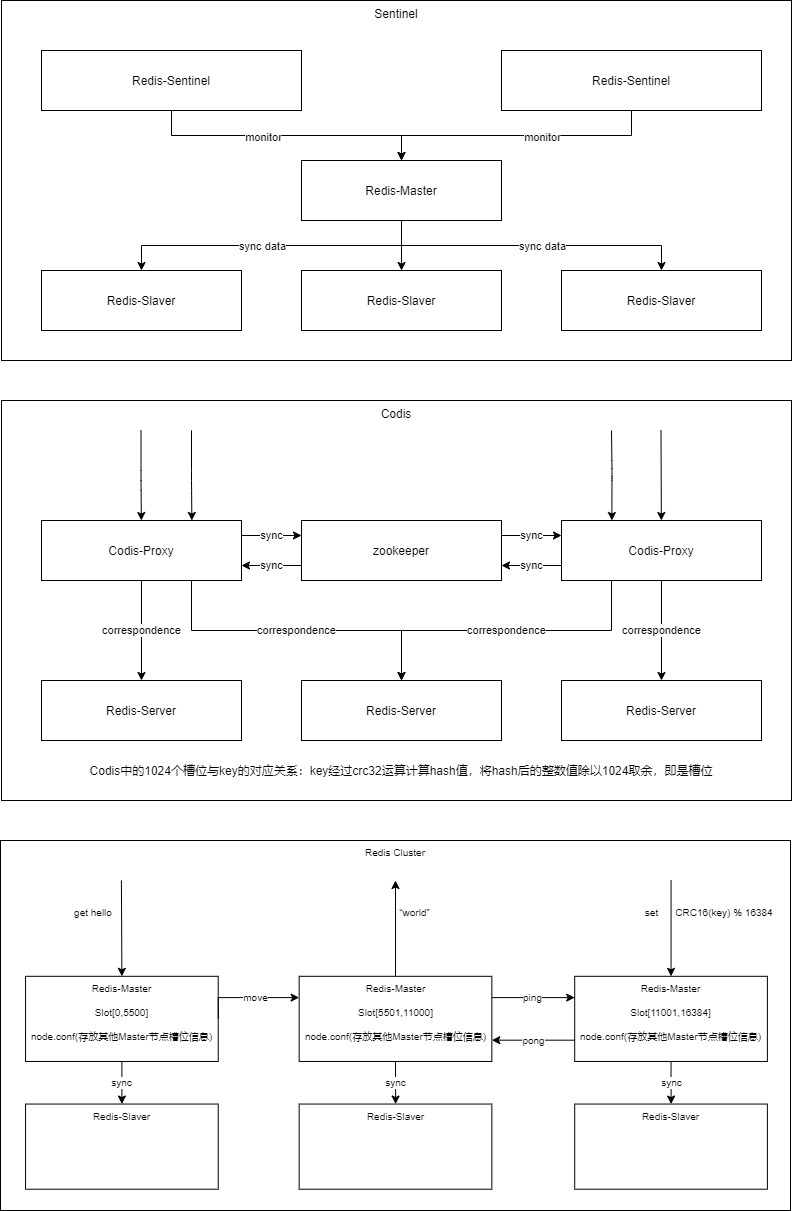 Sentinel
Redis-Sentinel
Redis-Sentinel
monitor
monitor
Redis-Master
sync data
sync data
Redis-Slaver
Redis-Slaver
Redis-Slaver
Codis
Codis-Proxy
sync
sync
zookeeper
sync
sync
Codis-Proxy
correspondence
correspondence
correspondence
correspondence
Redis-Server
Redis-Server
Redis-Server
Codis中的1024个槽位与key的对应关系：key经过crc32运算计算hash值，将hash后的整数值除以1024取余，即是槽位
Redis Cluster
get hello
"world"
set
CRC16(key) % 16384
Redis-Master
Slot[0,5500]
node.conf(存放其他Master节点槽位信息)
move
Redis-Master
Slot[5501,11000]
node.conf(存放其他Master节点槽位信息)
ping
pong
Redis-Master
Slot[11001,16384]
node.conf(存放其他Master节点槽位信息)
sync
sync
sync
Redis-Slaver
Redis-Slaver
Redis-Slaver